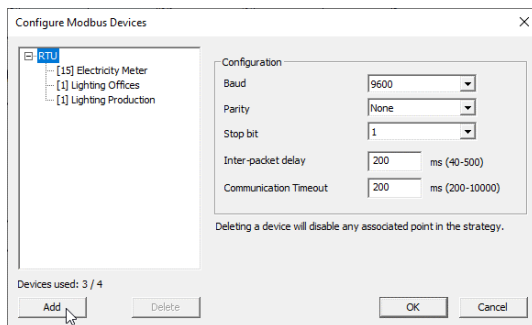 Configure Modbus Devices
RTU
[15] Electricity Meter
[1] Lighting Offices
[1] Lighting Production
Configuration
Baud 9600
Parity None
Stop bit 1
Inter-packet delay 200 ms (40-500)
Communication Timeout 200 ms (200-10000)
Deleting a device will disable any associated point in the strategy.
Devices used: 3 / 4
Add Delete OK Cancel